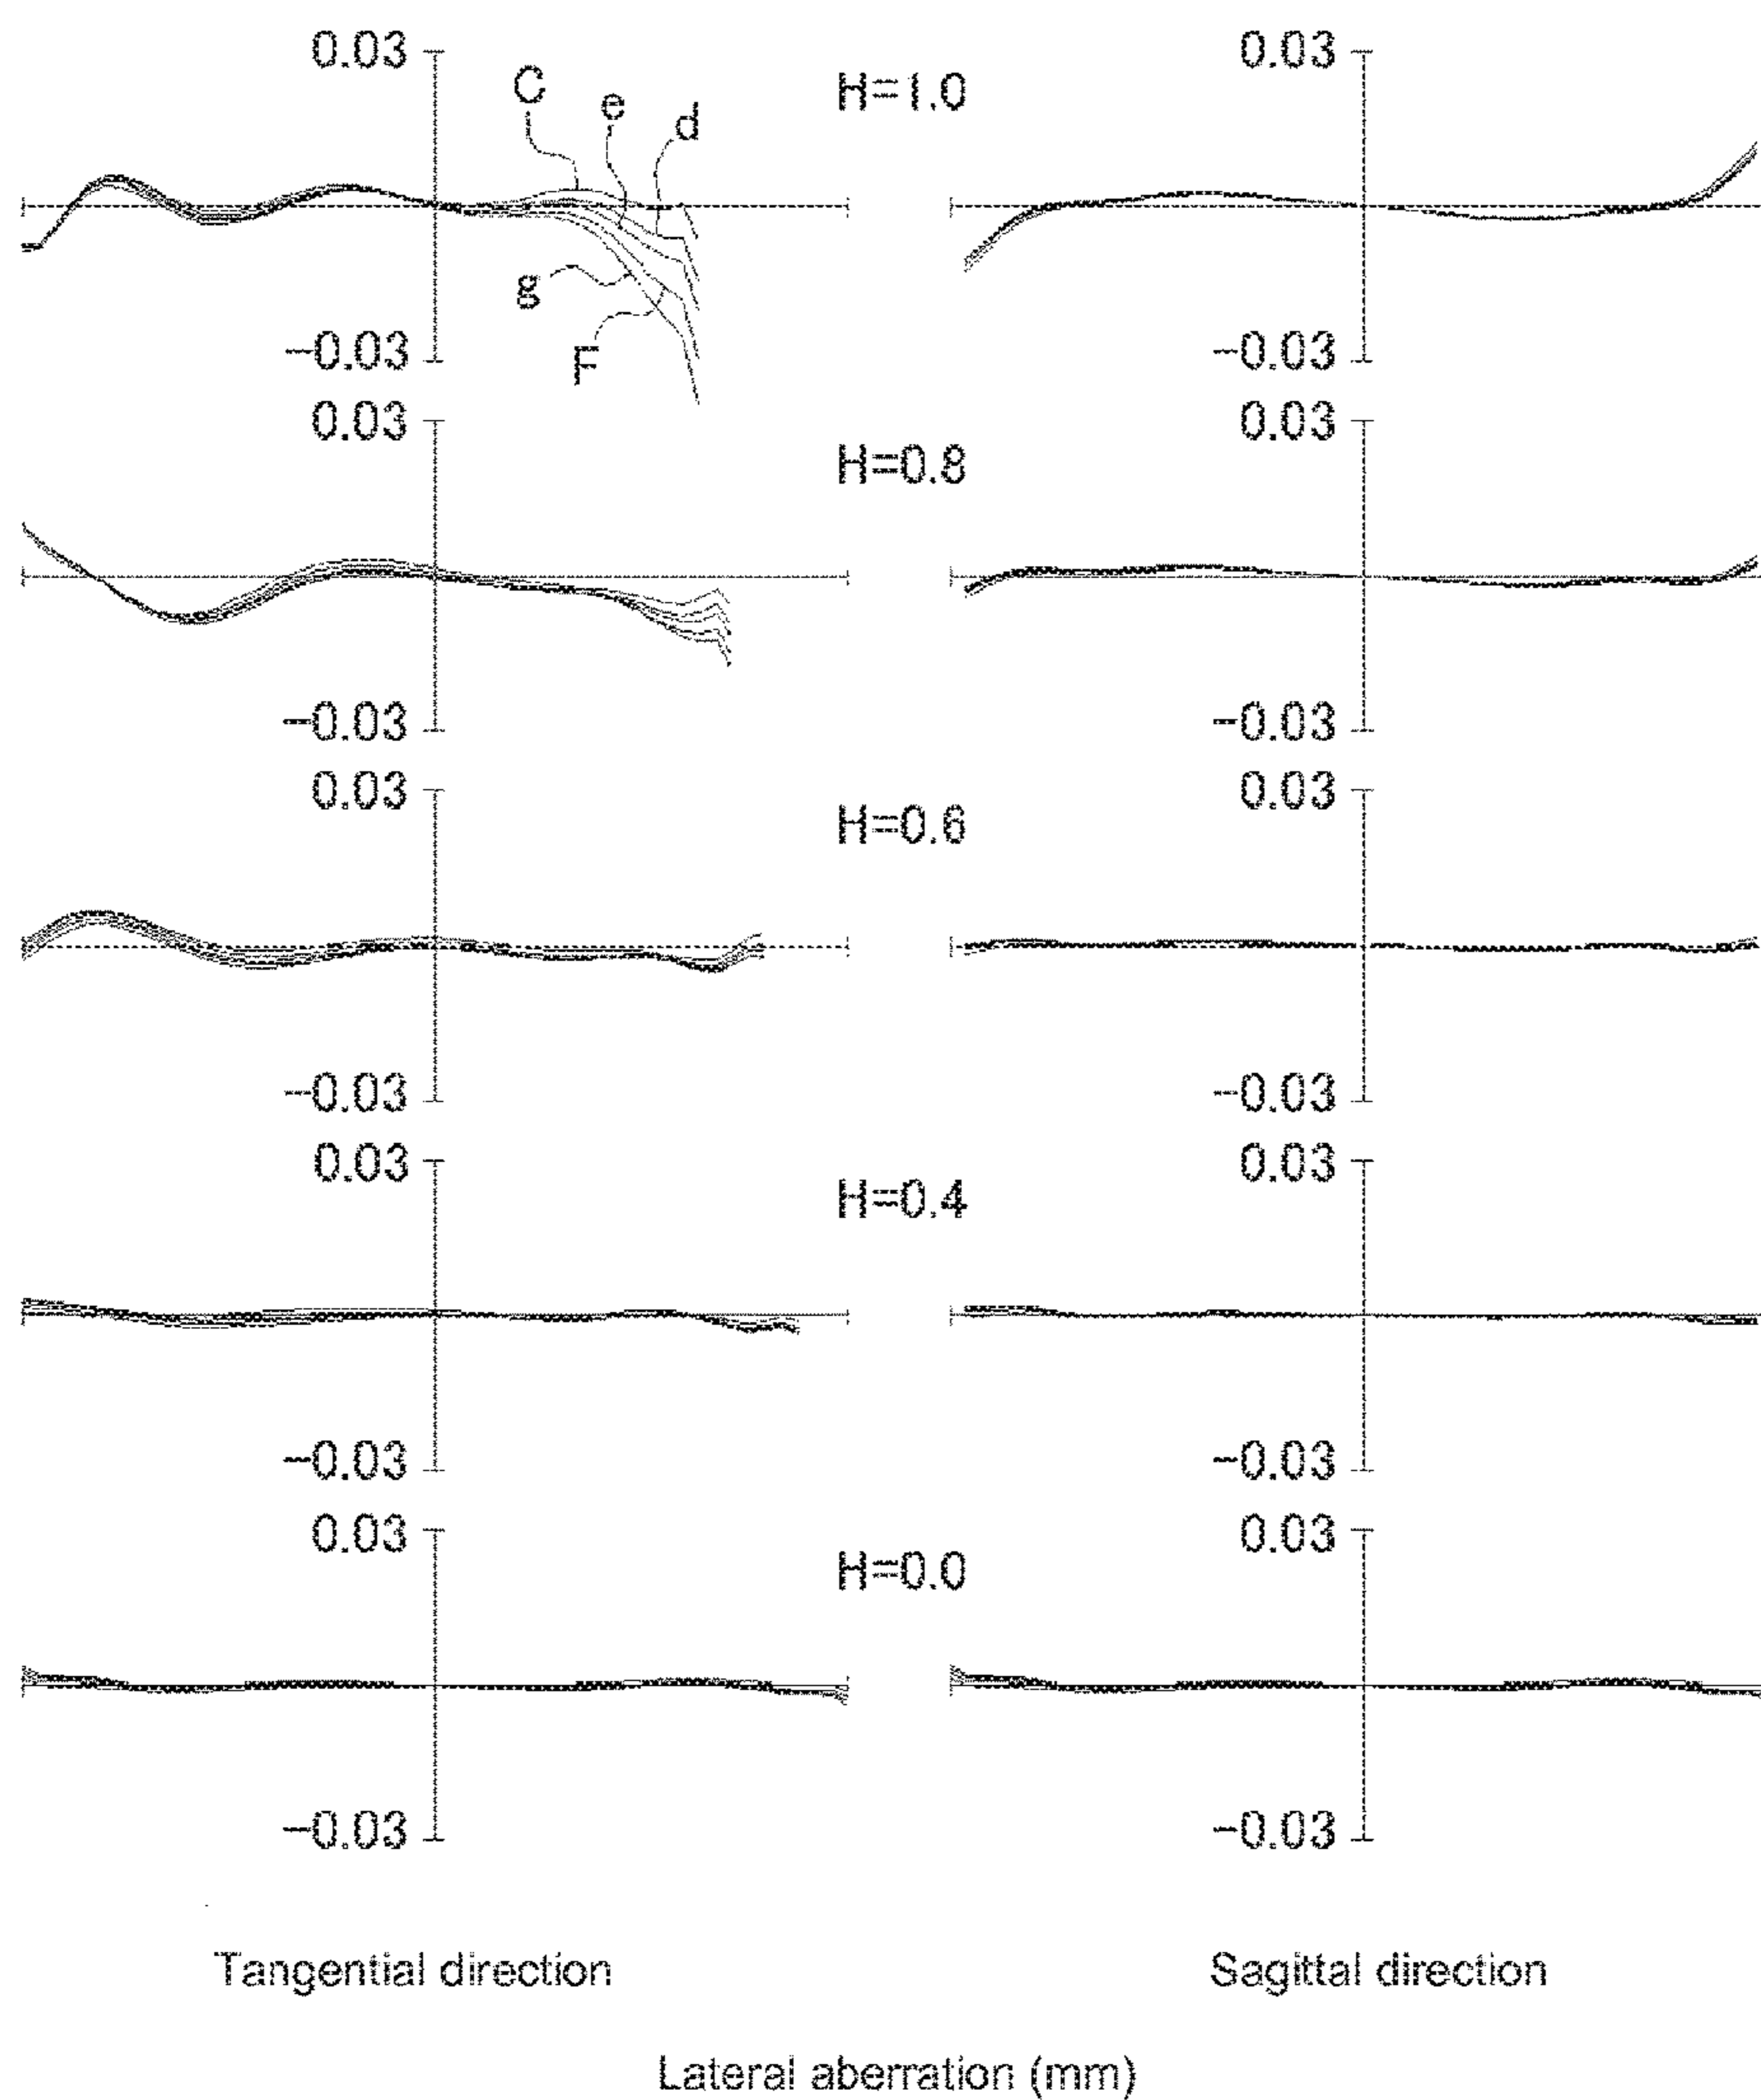 0.03 0.03
H=1.0
C e d
g F
−0.03 −0.03
0.03 0.03
H=0.8
−0.03 −0.03
0.03 0.03
H=0.6
−0.03 −0.03
0.03 0.03
H=0.4
−0.03 −0.03
0.03 0.03
H=0.0
−0.03 −0.03
Tangential direction Sagittal direction
Lateral aberration (mm)